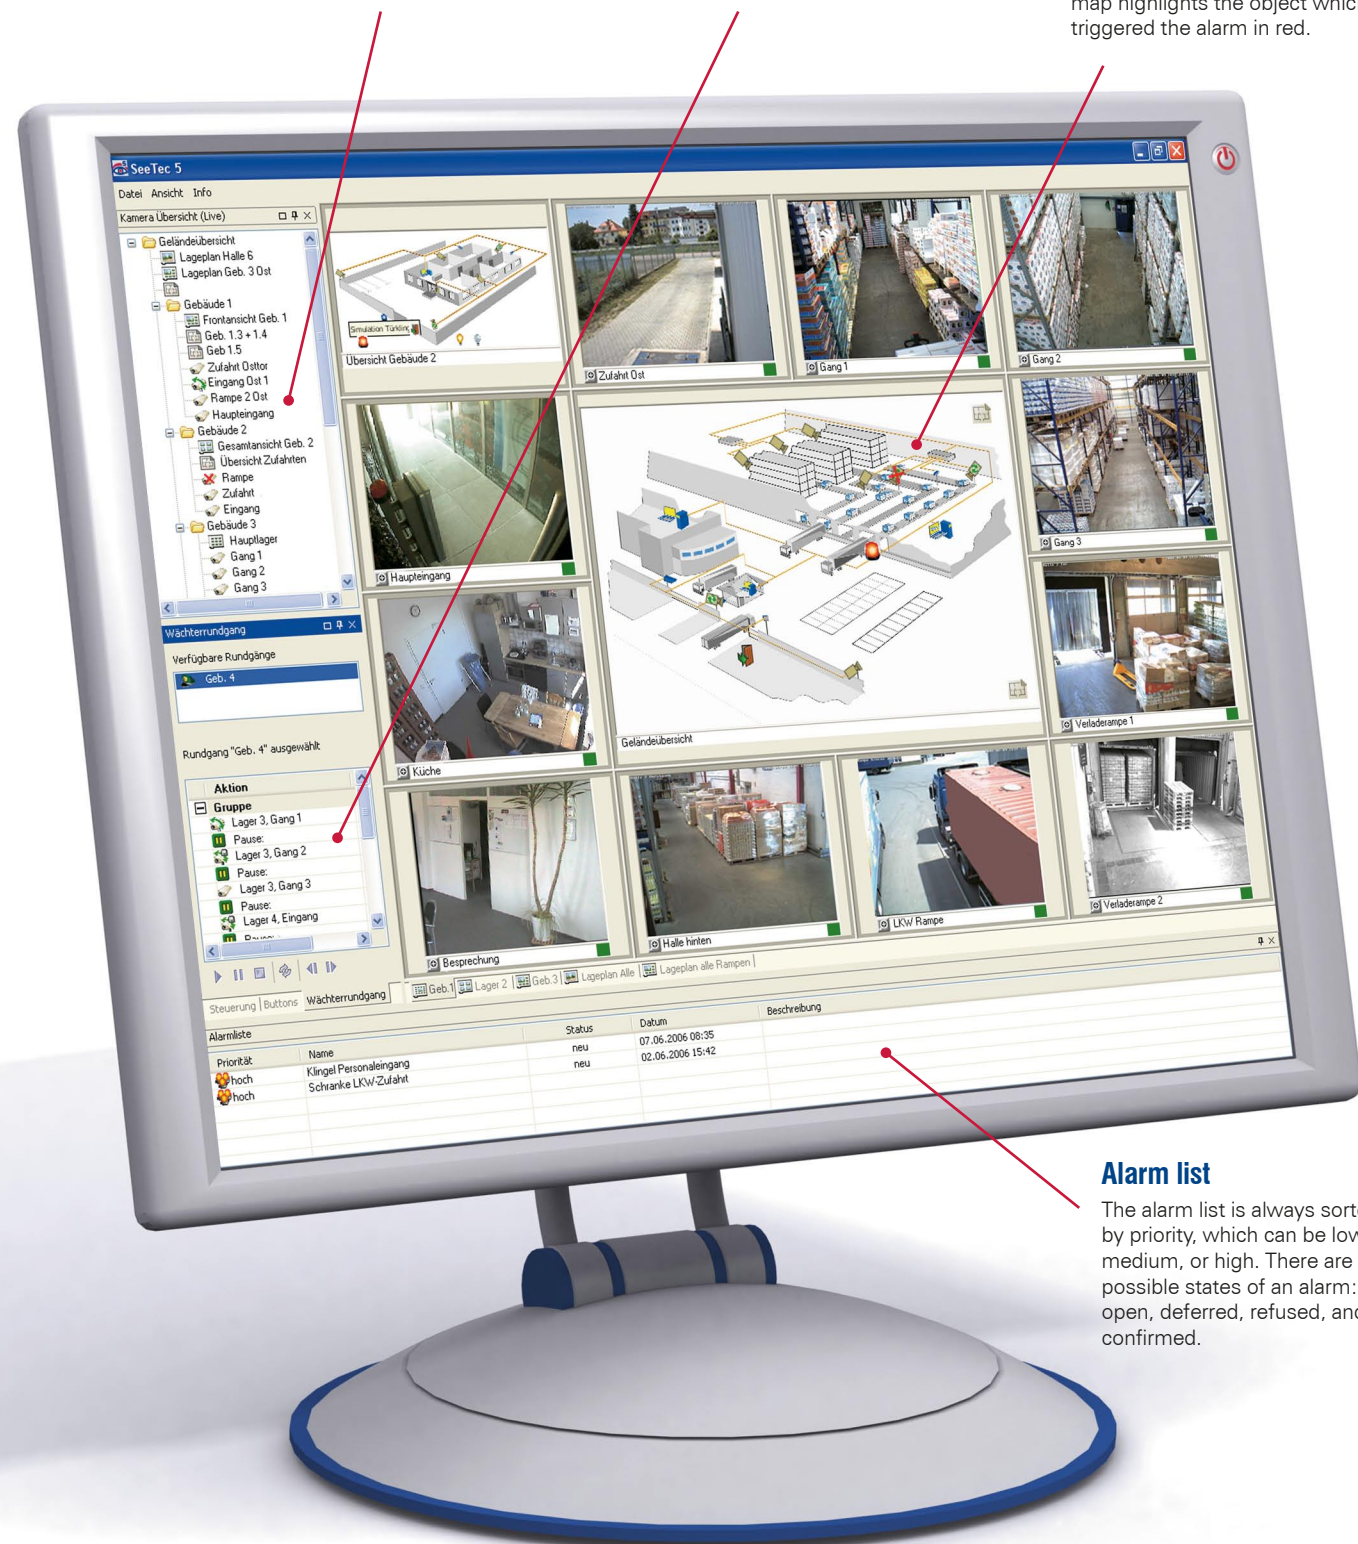 map highlights the object which
triggered the alarm in red.
SeeTec 5
Datei Ansicht Info
Kamera Übersicht (Live)
Geländeübersicht
Lageplan Halle 6
Lageplan Geb. 3 Ost
Gebäude 1
Frontansicht Geb. 1
Geb. 1.3 + 1.4
Geb 1.5
Zufahrt Osttor
Eingang Ost 1
Rampe 2 Ost
Haupteingang
Gebäude 2
Gesamtansicht Geb. 2
Übersicht Zufahrten
Rampe
Zufahrt
Eingang
Gebäude 3
Hauptlager
Gang 1
Gang 2
Gang 3
Wächterrundgang
Verfügbare Rundgänge
Geb. 4
Rundgang "Geb. 4" ausgewählt
Aktion
Gruppe
Lager 3, Gang 1
Pause:
Lager 3, Gang 2
Pause:
Lager 3, Gang 3
Pause:
Lager 4, Eingang
Pause:
Steuerung Buttons Wächterrundgang
Simulation Türkling
Übersicht Gebäude 2
Zufahrt Ost
Gang 1
Gang 2
Haupteingang
Gang 3
Küche
Geländeübersicht
Verladerampe 1
Besprechung
Halle hinten
LKW Rampe
Verladerampe 2
Geb.1 Lager 2 Geb.3 Lageplan Alle Lageplan alle Rampen
Alarmliste
Priorität Name Status Datum Beschreibung
hoch Klingel Personaleingang neu 07.06.2006 08:35
hoch Schranke LKW-Zufahrt neu 02.06.2006 15:42
Alarm list
The alarm list is always sorte
by priority, which can be low
medium, or high. There are
possible states of an alarm:
open, deferred, refused, and
confirmed.